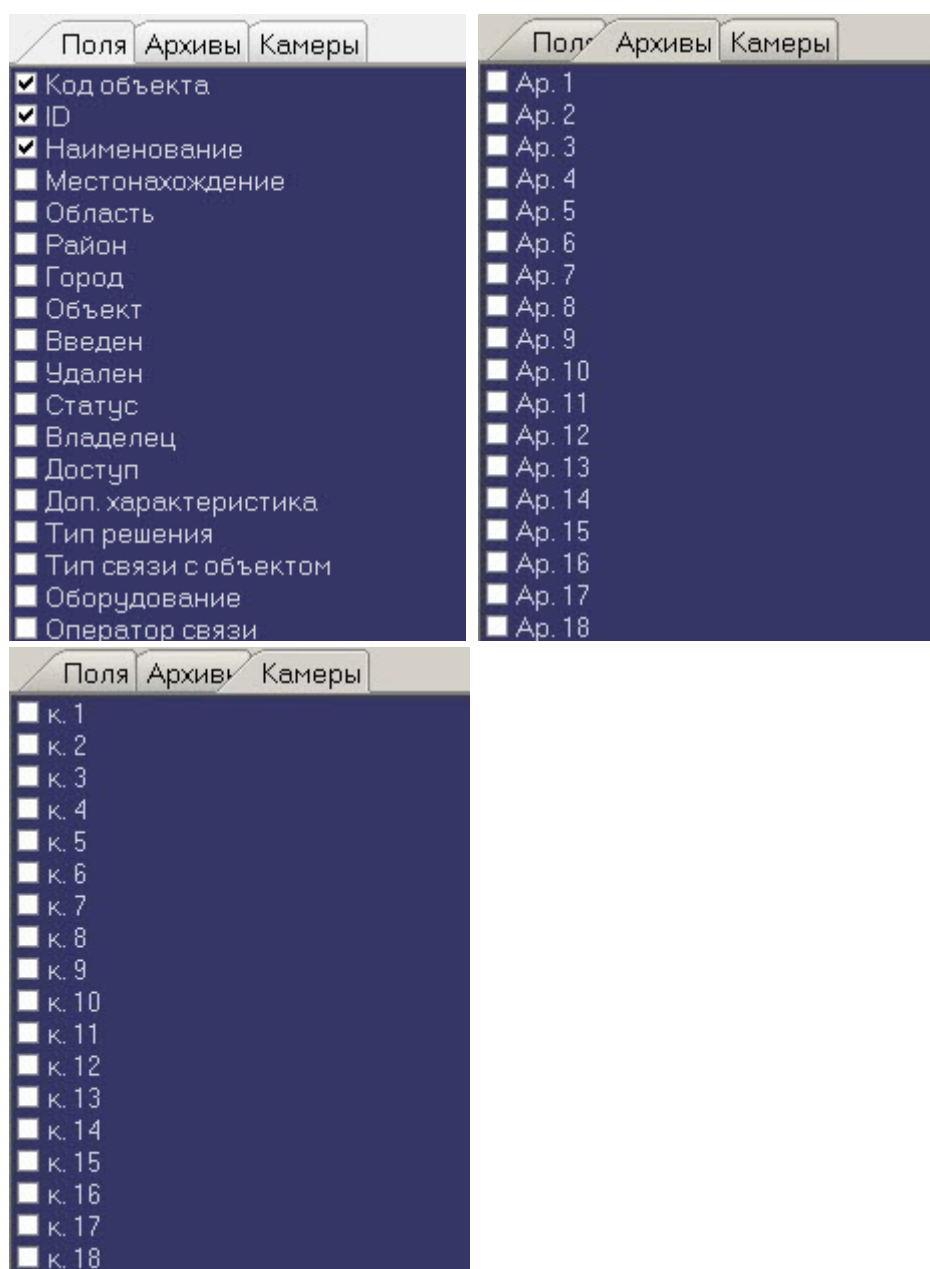 Поля Архивы Камеры
Код объекта
ID
Наименование
Местонахождение
Область
Район
Город
Объект
Введен
Удален
Статус
Владелец
Доступ
Доп. характеристика
Тип решения
Тип связи с объектом
Оборудование
Оператор связи
Поля Архивы Камеры
Ар. 1
Ар. 2
Ар. 3
Ар. 4
Ар. 5
Ар. 6
Ар. 7
Ар. 8
Ар. 9
Ар. 10
Ар. 11
Ар. 12
Ар. 13
Ар. 14
Ар. 15
Ар. 16
Ар. 17
Ар. 18
Поля Архивы Камеры
к. 1
к. 2
к. 3
к. 4
к. 5
к. 6
к. 7
к. 8
к. 9
к. 10
к. 11
к. 12
к. 13
к. 14
к. 15
к. 16
к. 17
к. 18